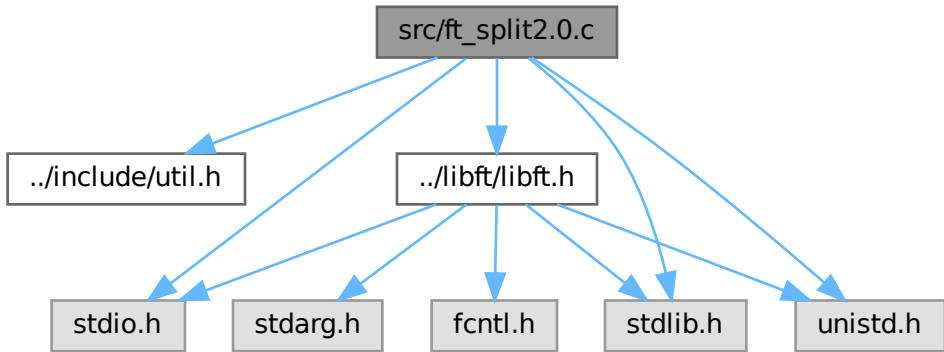 src/ft_split2.0.c
../include/util.h
../libft/libft.h
stdio.h
stdarg.h
fcntl.h
stdlib.h
unistd.h